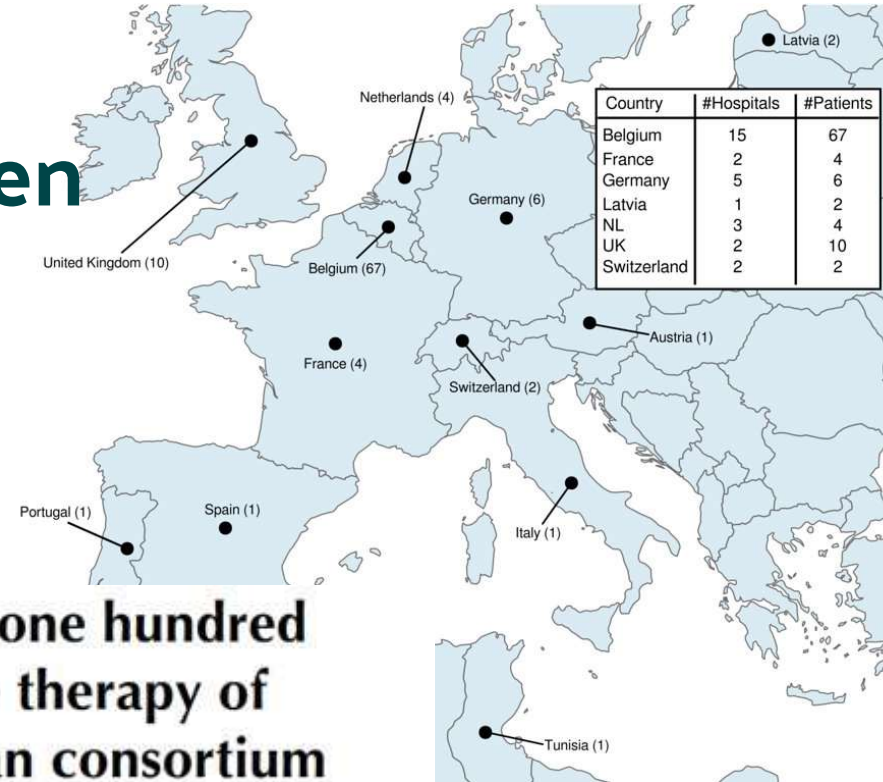 en
Latvia (2)
Netherlands (4)
Country #Hospitals #Patients
Belgium 15 67
France 2 4
Germany 5 6
Latvia 1 2
NL 3 4
UK 2 10
Switzerland 2 2
Germany (6)
United Kingdom (10)
Belgium (67)
Austria (1)
France (4)
Switzerland (2)
Portugal (1)
Spain (1)
Italy (1)
one hundred
therapy of
an consortium
Tunisia (1)